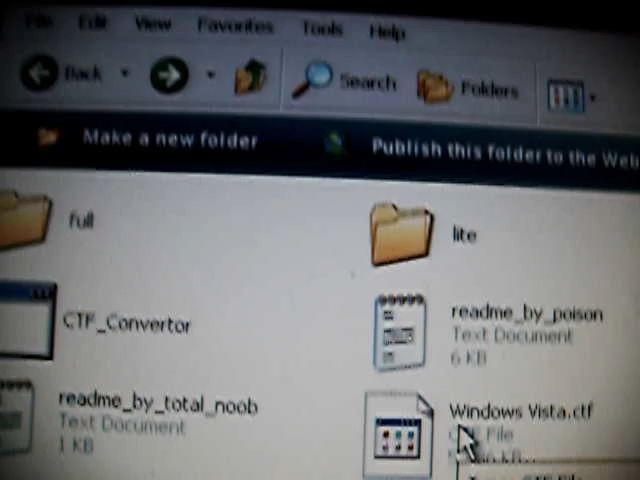 File Edit View Favorites Tools Help
Back Search Folders
Make a new folder Publish this folder to the Web
full
lite
CTF_Convertor
readme_by_poison
Text Document
6 KB
readme_by_total_noob
Text Document
1 KB
Windows Vista.ctf
File